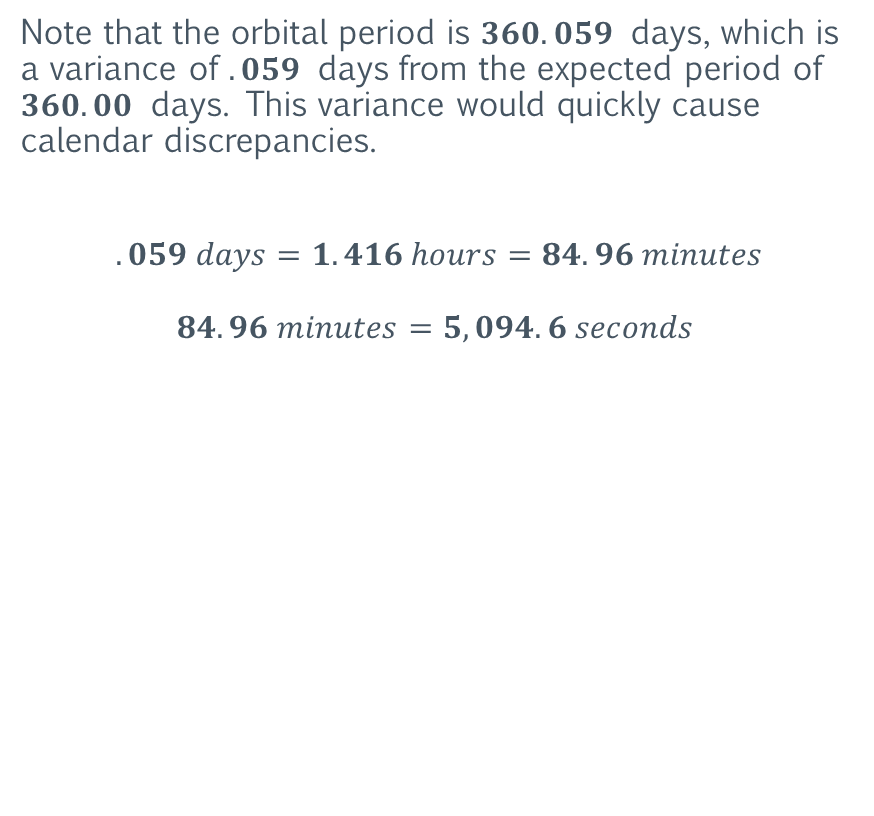 Note that the orbital period is 360.059 days, which is
a variance of .059 days from the expected period of
360.00 days. This variance would quickly cause
calendar discrepancies.
.059 days = 1.416 hours = 84.96 minutes
84.96 minutes = 5,094.6 seconds